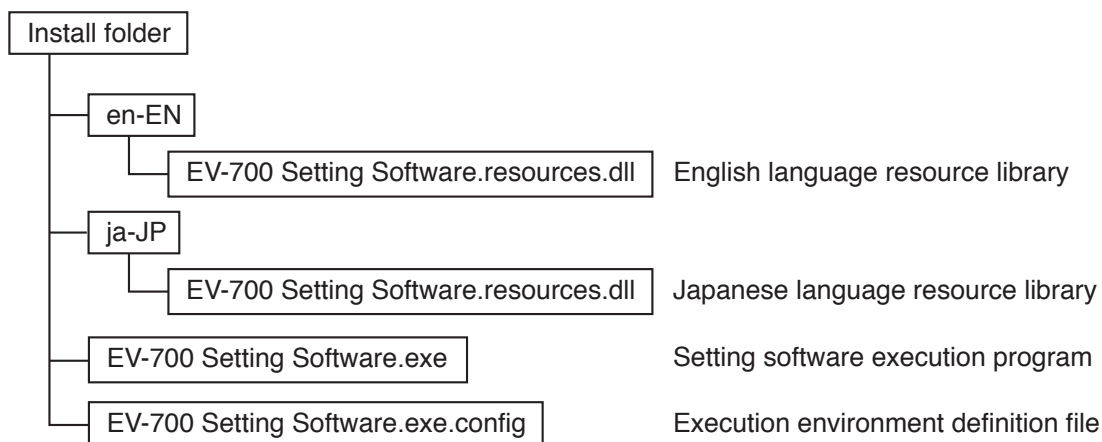 Install folder
en-EN
EV-700 Setting Software.resources.dll English language resource library
ja-JP
EV-700 Setting Software.resources.dll Japanese language resource library
EV-700 Setting Software.exe Setting software execution program
EV-700 Setting Software.exe.config Execution environment definition file